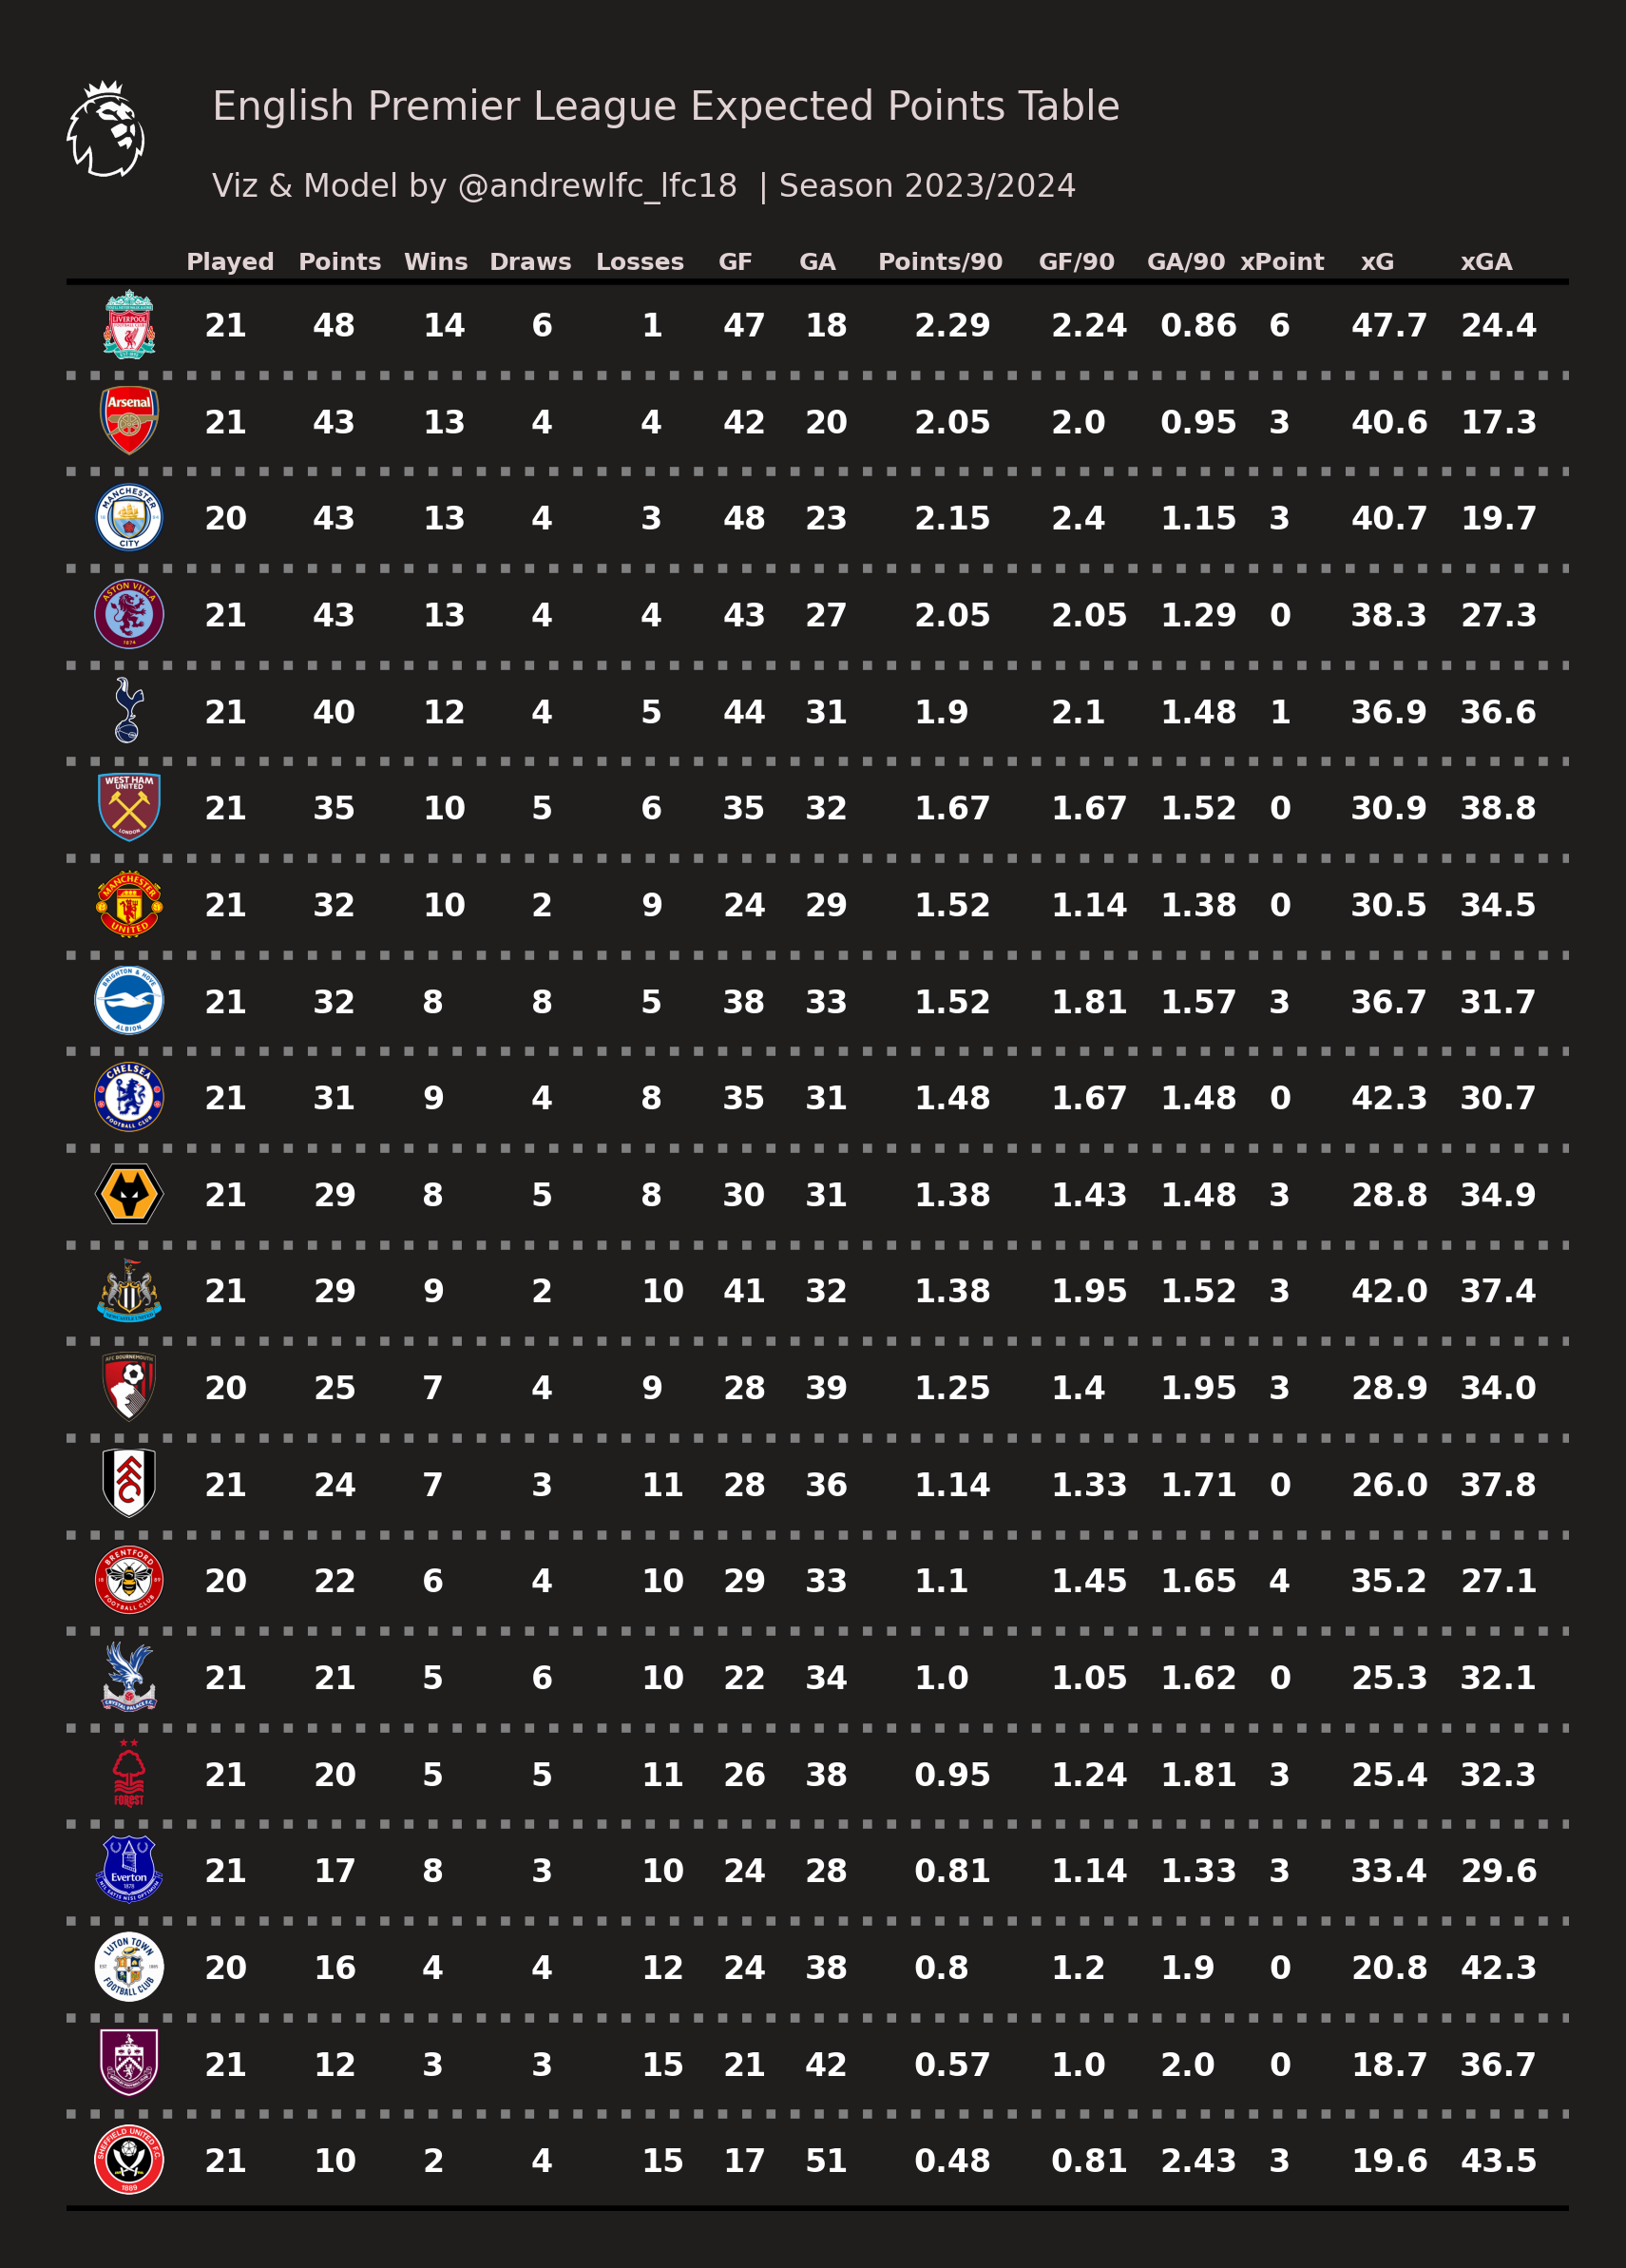 English Premier League Expected Points Table
Viz & Model by @andrewlfc_lfc18 | Season 2023/2024
Played Points Wins Draws Losses GF GA Points/90 GF/90 GA/90 xPoint xG xGA
LIVERPOOL
21 48 14 6 1 47 18 2.29 2.24 0.86 6 47.7 24.4
Arsenal
21 43 13 4 4 42 20 2.05 2.0 0.95 3 40.6 17.3
MANCHESTER CITY
20 43 13 4 3 48 23 2.15 2.4 1.15 3 40.7 19.7
ASTON VILLA 1874
21 43 13 4 4 43 27 2.05 2.05 1.29 0 38.3 27.3
21 40 12 4 5 44 31 1.9 2.1 1.48 1 36.9 36.6
WEST HAM UNITED LONDON
21 35 10 5 6 35 32 1.67 1.67 1.52 0 30.9 38.8
MANCHESTER UNITED
21 32 10 2 9 24 29 1.52 1.14 1.38 0 30.5 34.5
BRIGHTON & HOVE ALBION
21 32 8 8 5 38 33 1.52 1.81 1.57 3 36.7 31.7
CHELSEA FOOTBALL CLUB
21 31 9 4 8 35 31 1.48 1.67 1.48 0 42.3 30.7
21 29 8 5 8 30 31 1.38 1.43 1.48 3 28.8 34.9
21 29 9 2 10 41 32 1.38 1.95 1.52 3 42.0 37.4
AFC BOURNEMOUTH
20 25 7 4 9 28 39 1.25 1.4 1.95 3 28.9 34.0
FFC
21 24 7 3 11 28 36 1.14 1.33 1.71 0 26.0 37.8
BRENTFORD FOOTBALL CLUB
20 22 6 4 10 29 33 1.1 1.45 1.65 4 35.2 27.1
CRYSTAL PALACE F.C.
21 21 5 6 10 22 34 1.0 1.05 1.62 0 25.3 32.1
FOREST
21 20 5 5 11 26 38 0.95 1.24 1.81 3 25.4 32.3
Everton 1878
21 17 8 3 10 24 28 0.81 1.14 1.33 3 33.4 29.6
LUTON TOWN FOOTBALL CLUB
20 16 4 4 12 24 38 0.8 1.2 1.9 0 20.8 42.3
21 12 3 3 15 21 42 0.57 1.0 2.0 0 18.7 36.7
SHEFFIELD UNITED F.C. 1889
21 10 2 4 15 17 51 0.48 0.81 2.43 3 19.6 43.5